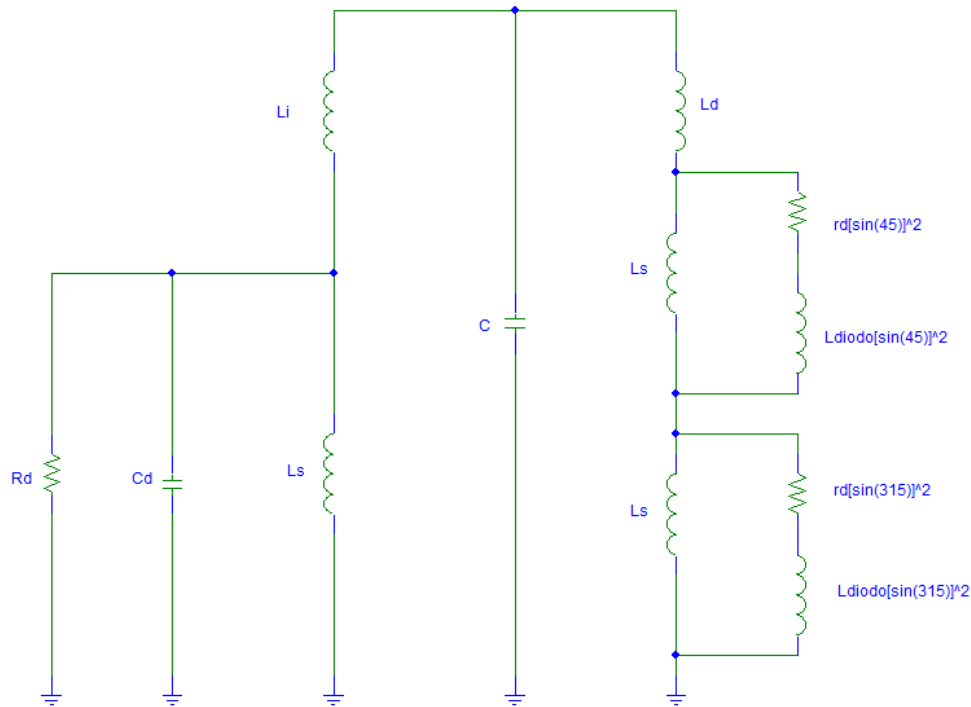 Li
Ld
rd[sin(45)]^2
Ls
C
Ldiodo[sin(45)]^2
Rd
Cd
Ls
Ls
rd[sin(315)]^2
Ldiodo[sin(315)]^2